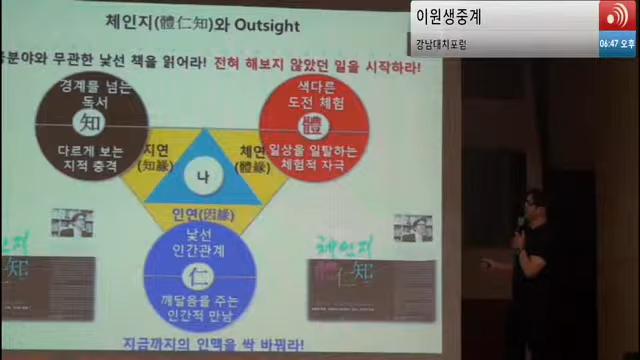 체인지(體仁知)와 Outsight
이원생중계
강남대치포럼
06:47 오후
공분야와 무관한 낯선 책을 읽어라! 전혀 해보지 않았던 일을 시작하라!
경계를 넘는
독서
知
다르게 보는
지적 충격
색다른
도전 체험
體
일상을 일탈하는
체험적 자극
지연
(知緣)
체연
(體緣)
나
인연(因緣)
낯선
인간관계
仁
깨달음을 주는
인간적 만남
인지
知
仁
체인지
體仁知
지금까지의 인맥을 싹 바꿔라!